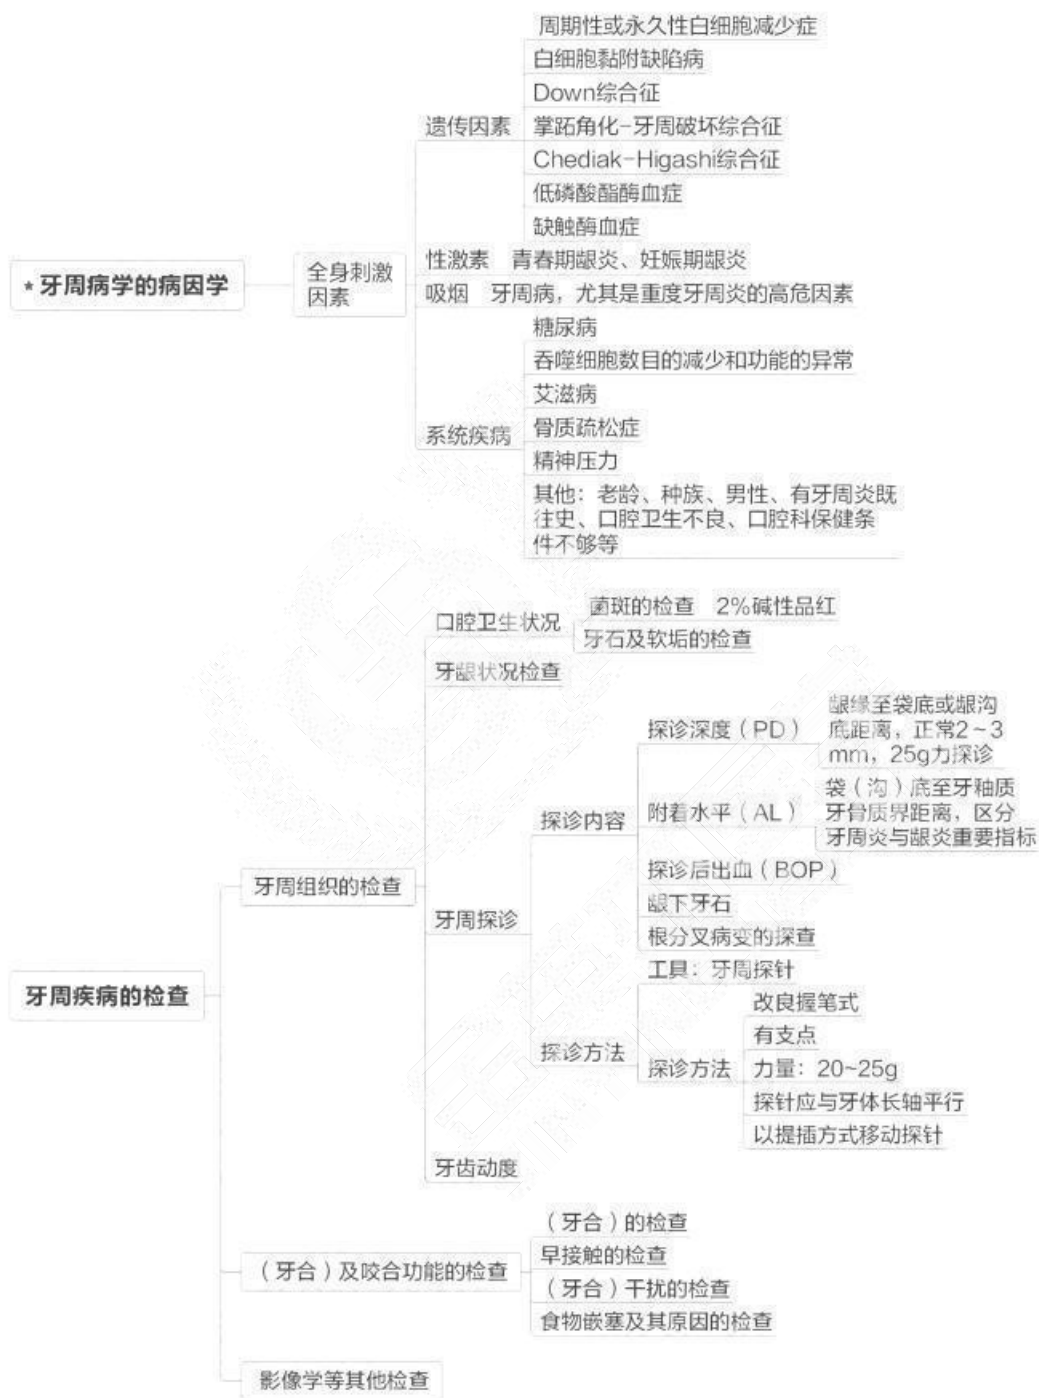 周期性或永久性白细胞减少症
白细胞黏附缺陷病
Down综合征
遗传因素
掌跖角化-牙周破坏综合征
Chediak-Higashi综合征
低磷酸酯酶血症
缺触酶血症
* 牙周病学的病因学
全身刺激
因素
性激素 青春期龈炎、妊娠期龈炎
吸烟 牙周病，尤其是重度牙周炎的高危因素
糖尿病
吞噬细胞数目的减少和功能的异常
艾滋病
系统疾病
骨质疏松症
精神压力
其他：老龄、种族、男性、有牙周炎既
往史、口腔卫生不良、口腔科保健条
件不够等
口腔卫生状况
菌斑的检查 2%碱性品红
牙石及软垢的检查
牙龈状况检查
探诊深度（PD）
龈缘至袋底或龈沟
底距离，正常2～3
mm，25g力探诊
探诊内容
附着水平（AL）
袋（沟）底至牙釉质
牙骨质界距离，区分
牙周炎与龈炎重要指标
探诊后出血（BOP）
牙周组织的检查
牙周探诊
龈下牙石
根分叉病变的探查
牙周疾病的检查
工具：牙周探针
探诊方法
探诊方法
改良握笔式
有支点
力量：20~25g
探针应与牙体长轴平行
以提插方式移动探针
牙齿动度
（牙合）及咬合功能的检查
（牙合）的检查
早接触的检查
（牙合）干扰的检查
食物嵌塞及其原因的检查
影像学等其他检查